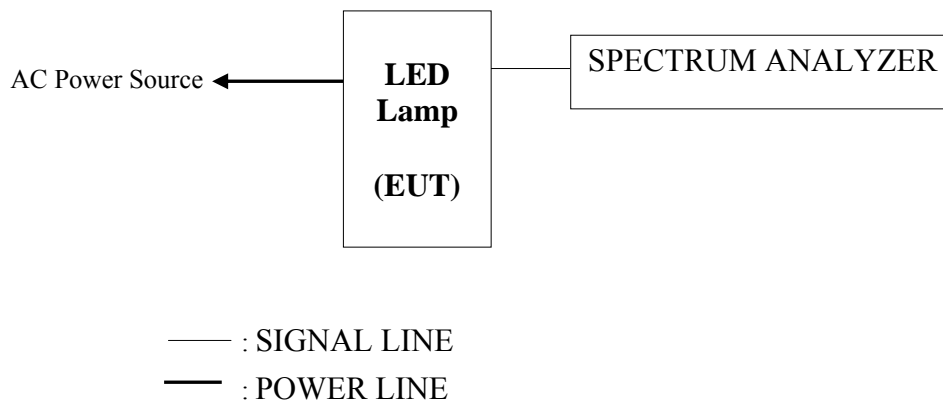 AC Power Source
LED
Lamp
(EUT)
SPECTRUM ANALYZER
: SIGNAL LINE
: POWER LINE